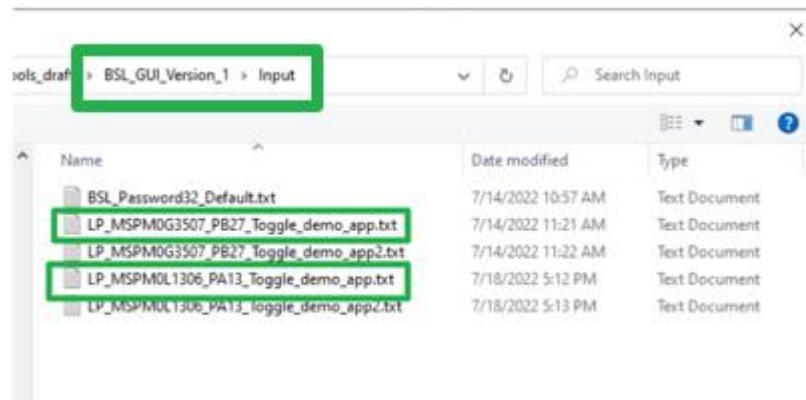 ools_draft > BSL_GUI_Version_1 > Input Search Input
Name Date modified Type
BSL_Password32_Default.txt 7/14/2022 10:57 AM Text Document
LP_MSPM0G3507_PB27_Toggle_demo_app.txt 7/14/2022 11:21 AM Text Document
LP_MSPM0G3507_PB27_Toggle_demo_app2.txt 7/14/2022 11:22 AM Text Document
LP_MSPM0L1306_PA13_Toggle_demo_app.txt 7/18/2022 5:12 PM Text Document
LP_MSPM0L1306_PA13_Toggle_demo_app2.txt 7/18/2022 5:13 PM Text Document